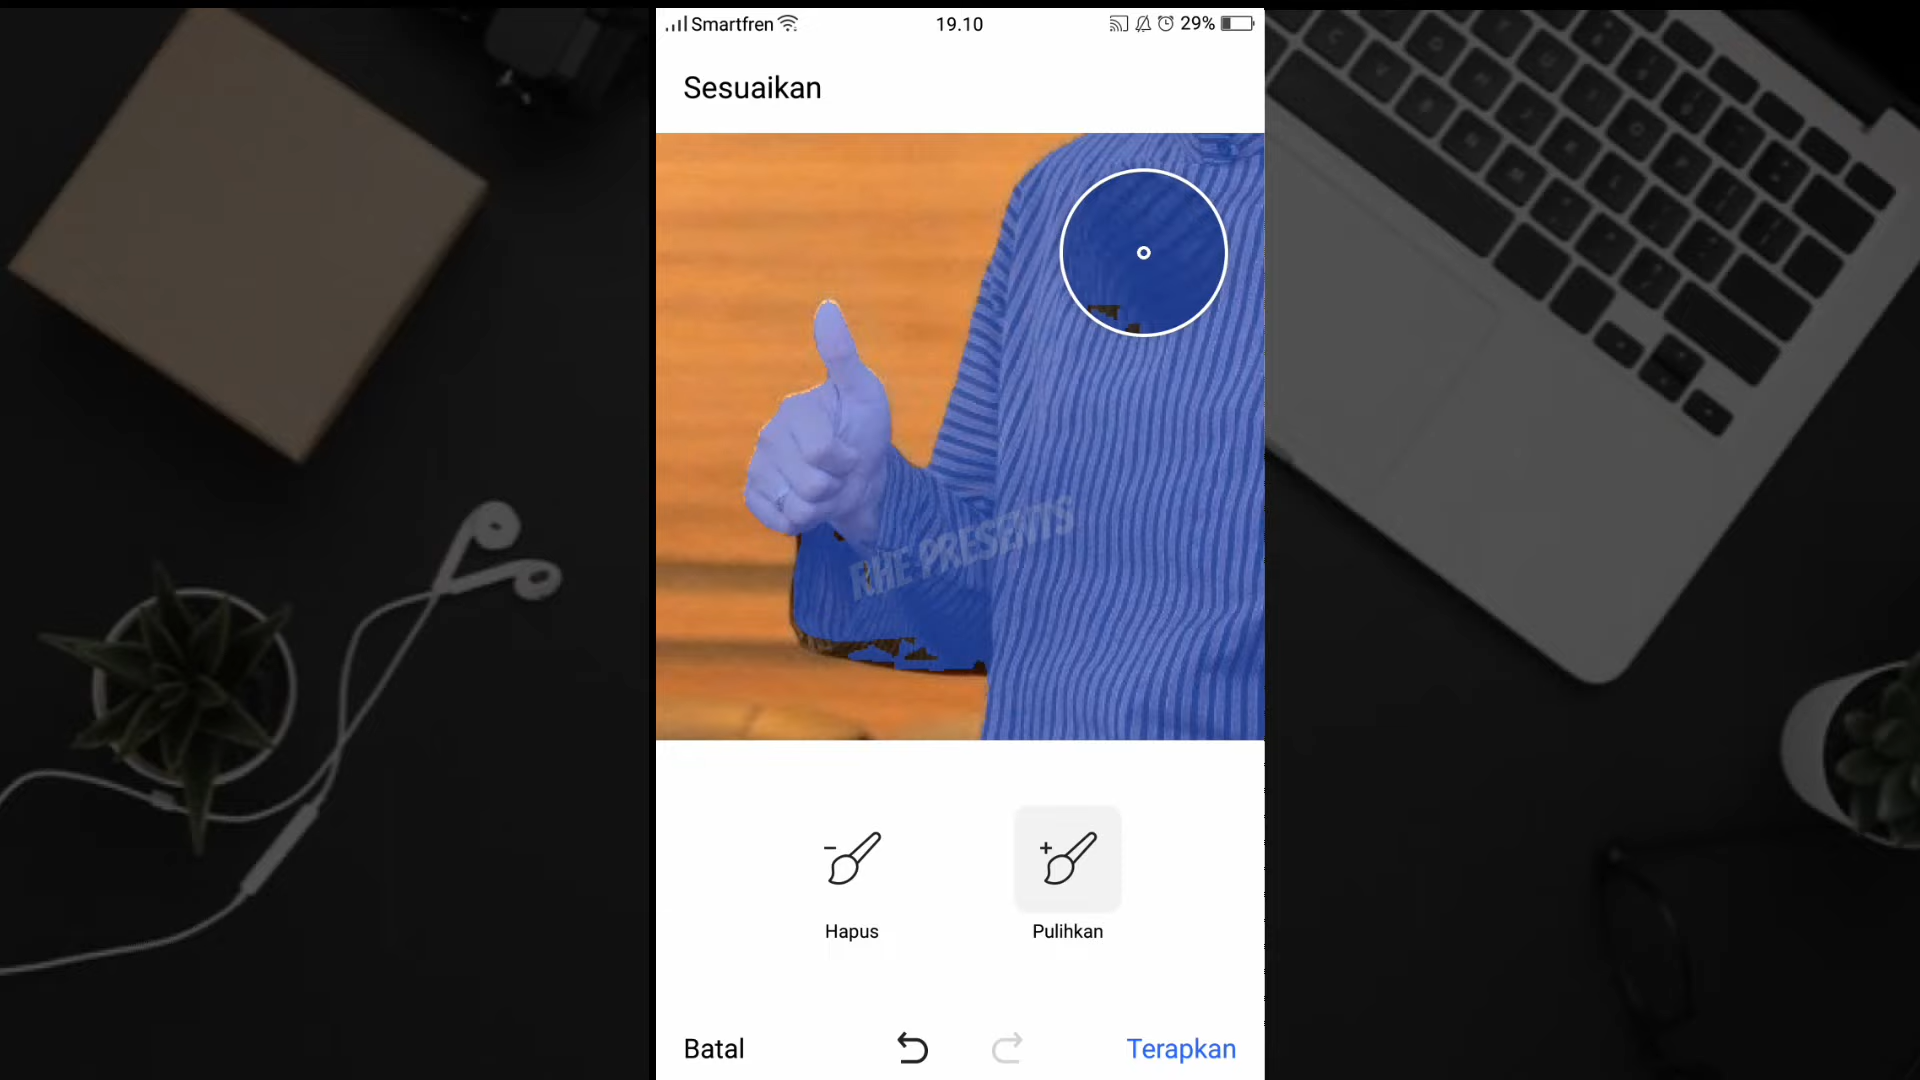 Smartfren 19.10 29%
Sesuaikan
RHE PRESENTS
Hapus Pulihkan
Batal Terapkan